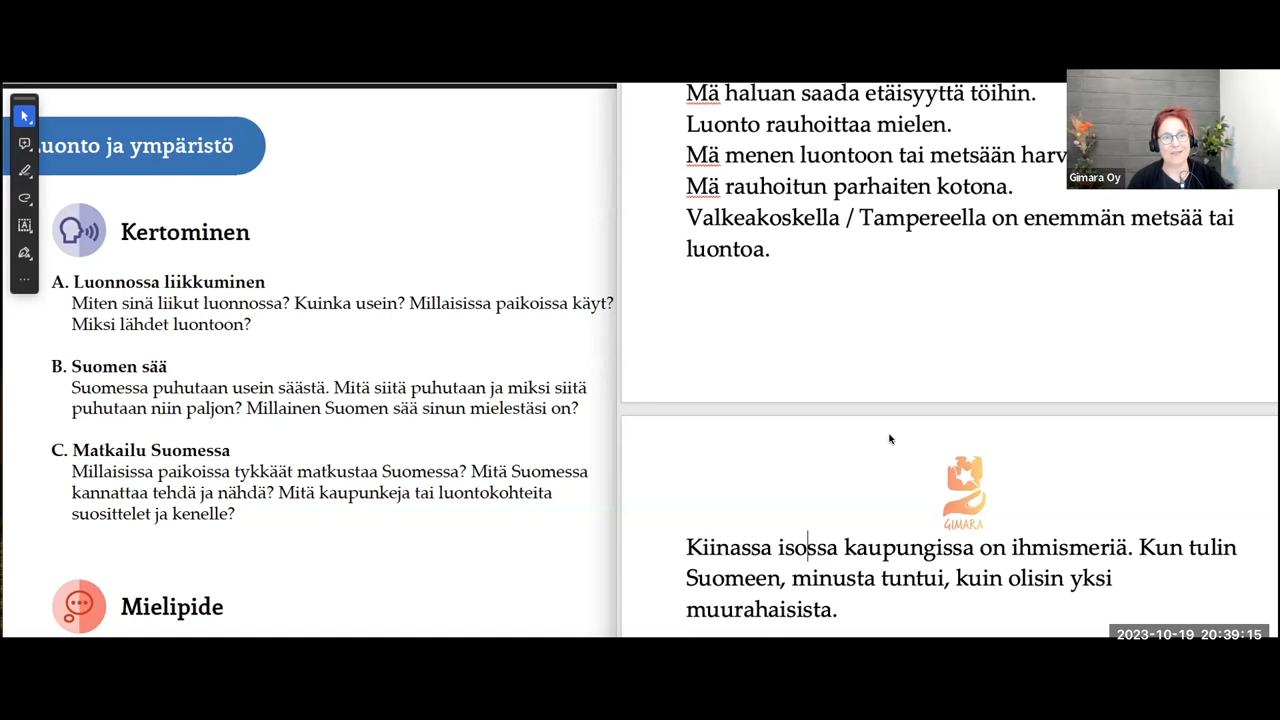 uonto ja ympäristö
Kertominen
A. Luonnossa liikkuminen
Miten sinä liikut luonnossa? Kuinka usein? Millaisissa paikoissa käyt?
Miksi lähdet luontoon?
B. Suomen sää
Suomessa puhutaan usein säästä. Mitä siitä puhutaan ja miksi siitä
puhutaan niin paljon? Millainen Suomen sää sinun mielestäsi on?
C. Matkailu Suomessa
Millaisissa paikoissa tykkäät matkustaa Suomessa? Mitä Suomessa
kannattaa tehdä ja nähdä? Mitä kaupunkeja tai luontokohteita
suosittelet ja kenelle?
Mielipide
Mä haluan saada etäisyyttä töihin.
Luonto rauhoittaa mielen.
Mä menen luontoon tai metsään harv
Mä rauhoitun parhaiten kotona.
Valkeakoskella / Tampereella on enemmän metsää tai
luontoa.
GIMARA
Kiinassa isossa kaupungissa on ihmismeriä. Kun tulin
Suomeen, minusta tuntui, kuin olisin yksi
muurahaisista.
Gimara Oy
2023-10-19 20:39:15